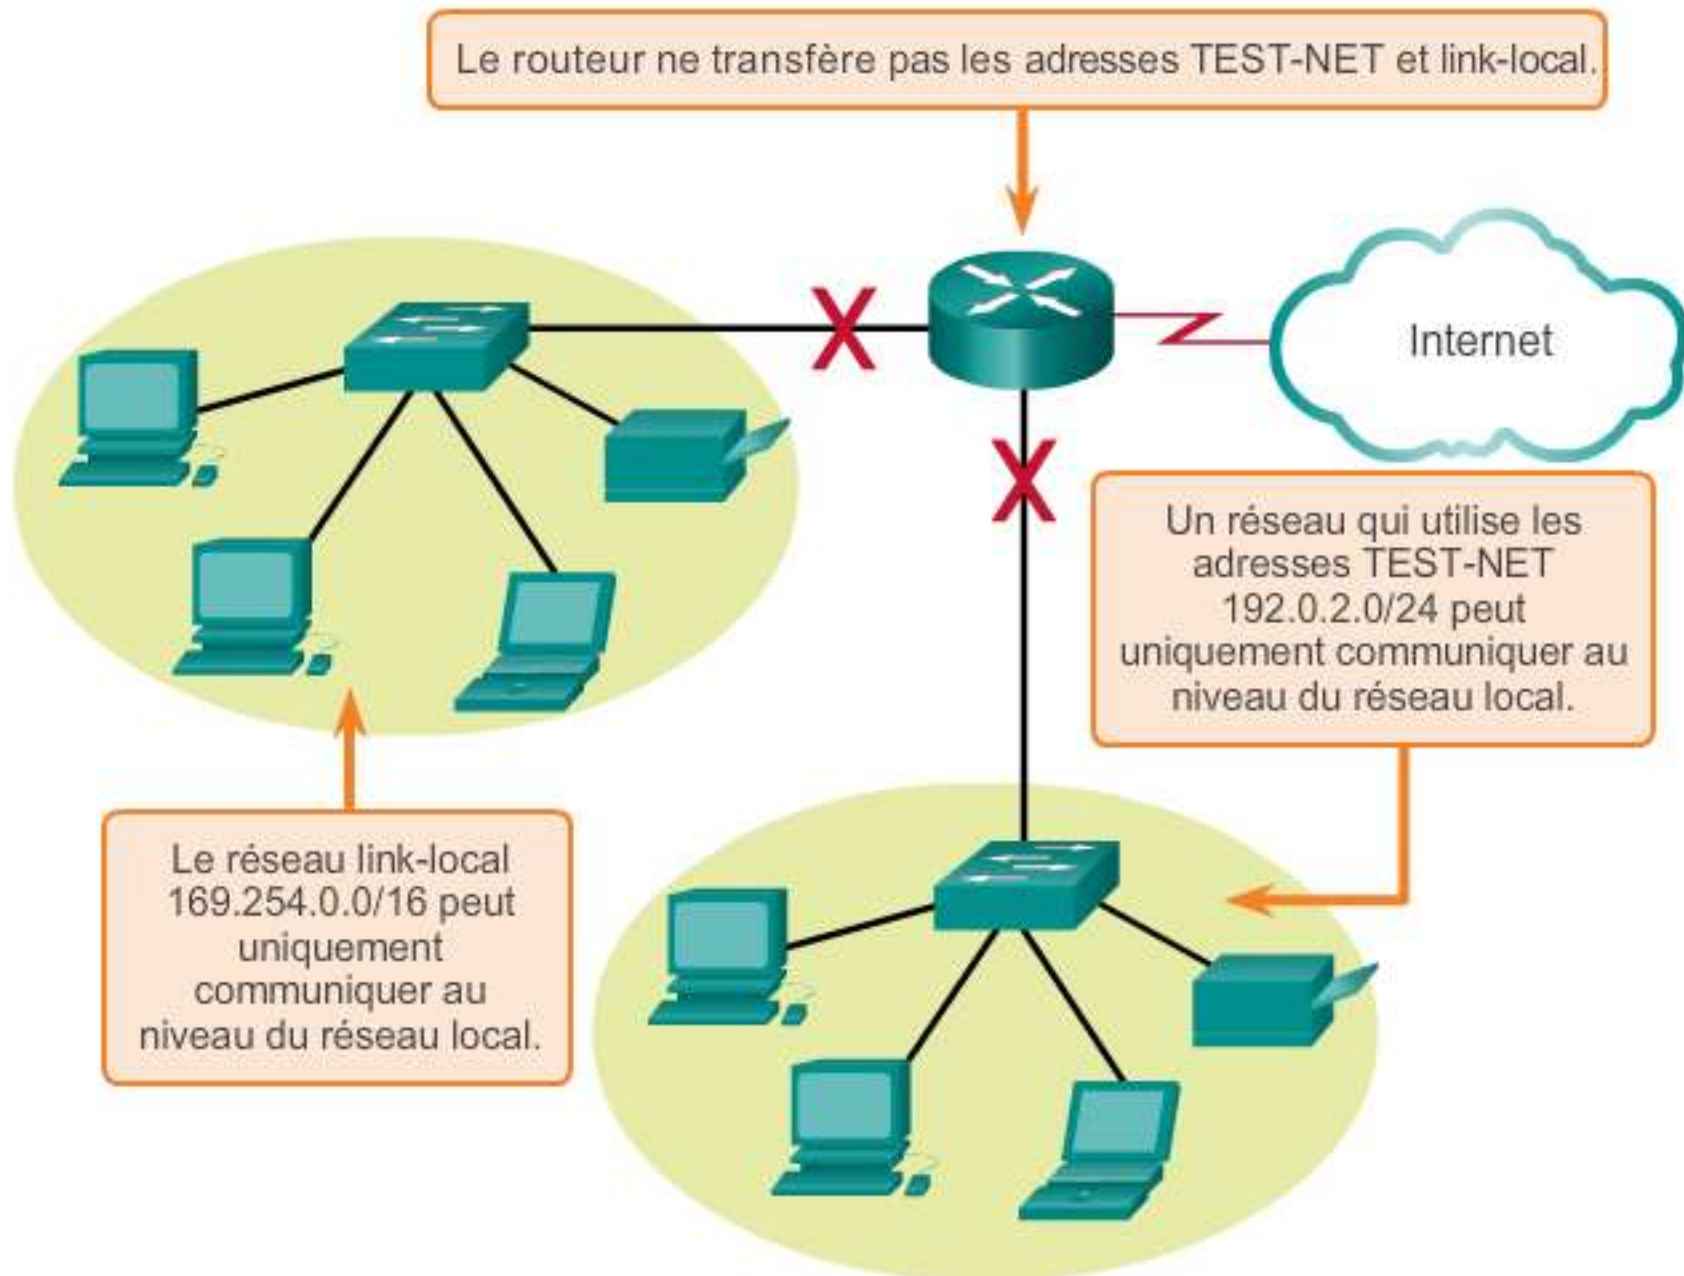 Le routeur ne transfère pas les adresses TEST-NET et link-local.
Internet
Un réseau qui utilise les
adresses TEST-NET
192.0.2.0/24 peut
uniquement communiquer au
niveau du réseau local.
Le réseau link-local
169.254.0.0/16 peut
uniquement
communiquer au
niveau du réseau local.